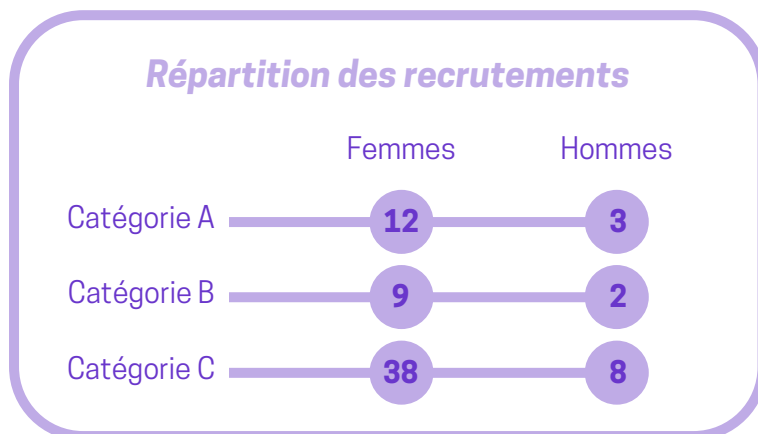 Répartition des recrutements
Femmes Hommes
Catégorie A 12 3
Catégorie B 9 2
Catégorie C 38 8